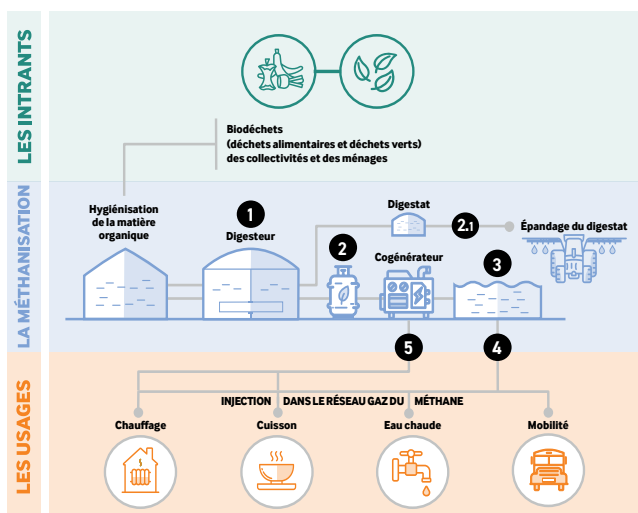 LES INTRANTS
Biodéchets
(déchets alimentaires et déchets verts)
des collectivités et des ménages
LA MÉTHANISATION
Hygiénisation
de la matière
organique
1
Digesteur
2
Digestat
2.1
Épandage du digestat
Cogénérateur
3
5
4
LES USAGES
INJECTION DANS LE RÉSEAU GAZ DU MÉTHANE
Chauffage
Cuisson
Eau chaude
Mobilité